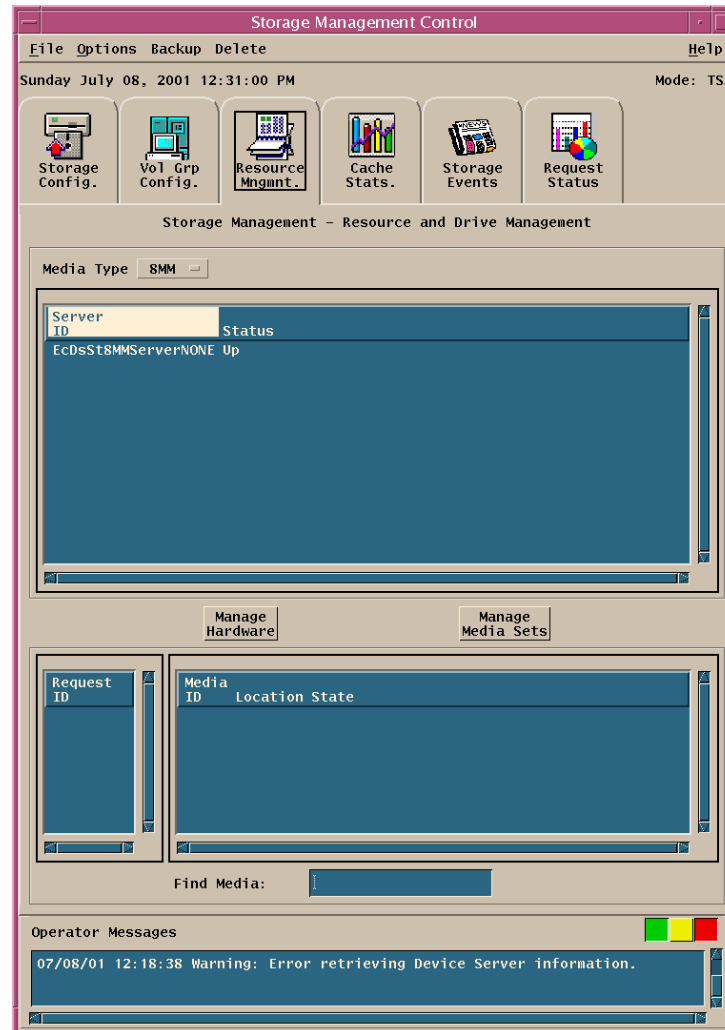 Storage Management Control
File Options Backup Delete Help
Sunday July 08, 2001 12:31:00 PM Mode: TS
Storage Config.
Vol Grp Config.
Resource Mngmnt.
Cache Stats.
NEWS
Storage Events
Request Status
Storage Management - Resource and Drive Management
Media Type 8MM
Server
ID Status
EcDsSt8MMServerNONE Up
Manage Hardware
Manage Media Sets
Request
ID
Media
ID Location State
Find Media:
Operator Messages
07/08/01 12:18:38 Warning: Error retrieving Device Server information.